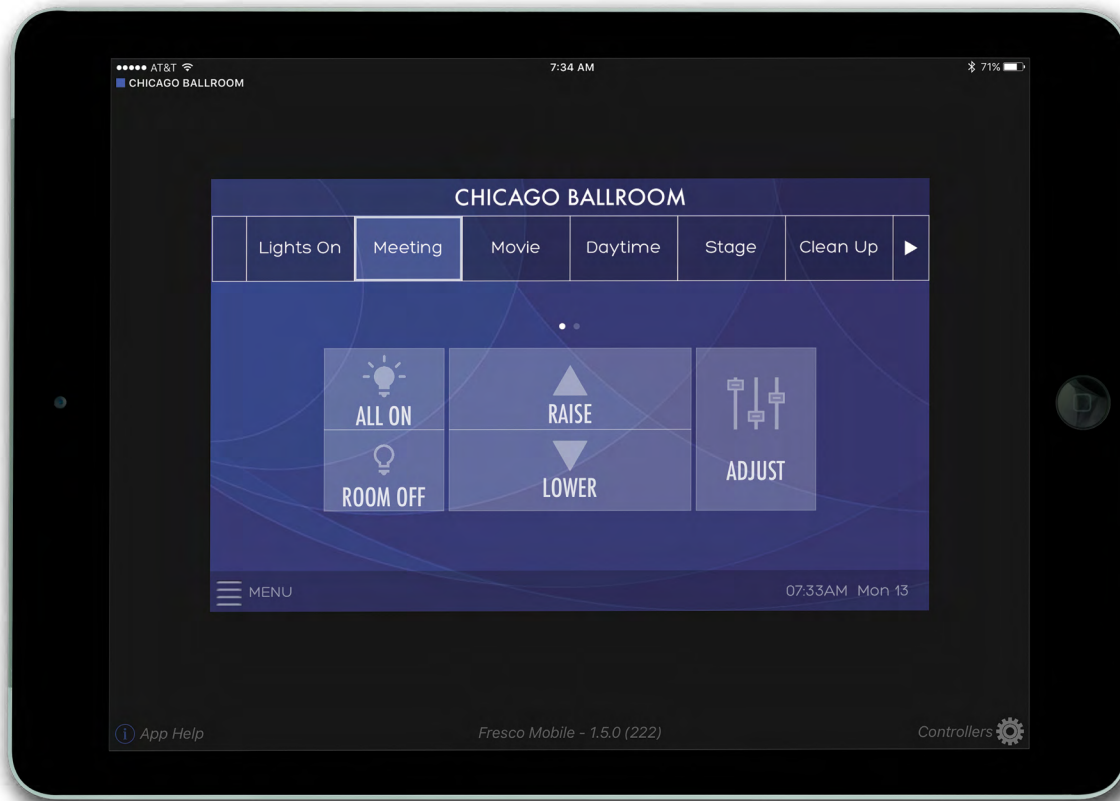 AT&T 7:34 AM 71%
CHICAGO BALLROOM
CHICAGO BALLROOM
Lights On Meeting Movie Daytime Stage Clean Up
ALL ON
RAISE
ADJUST
ROOM OFF
LOWER
MENU 07:33AM Mon 13
i App Help Fresco Mobile - 1.5.0 (222) Controllers